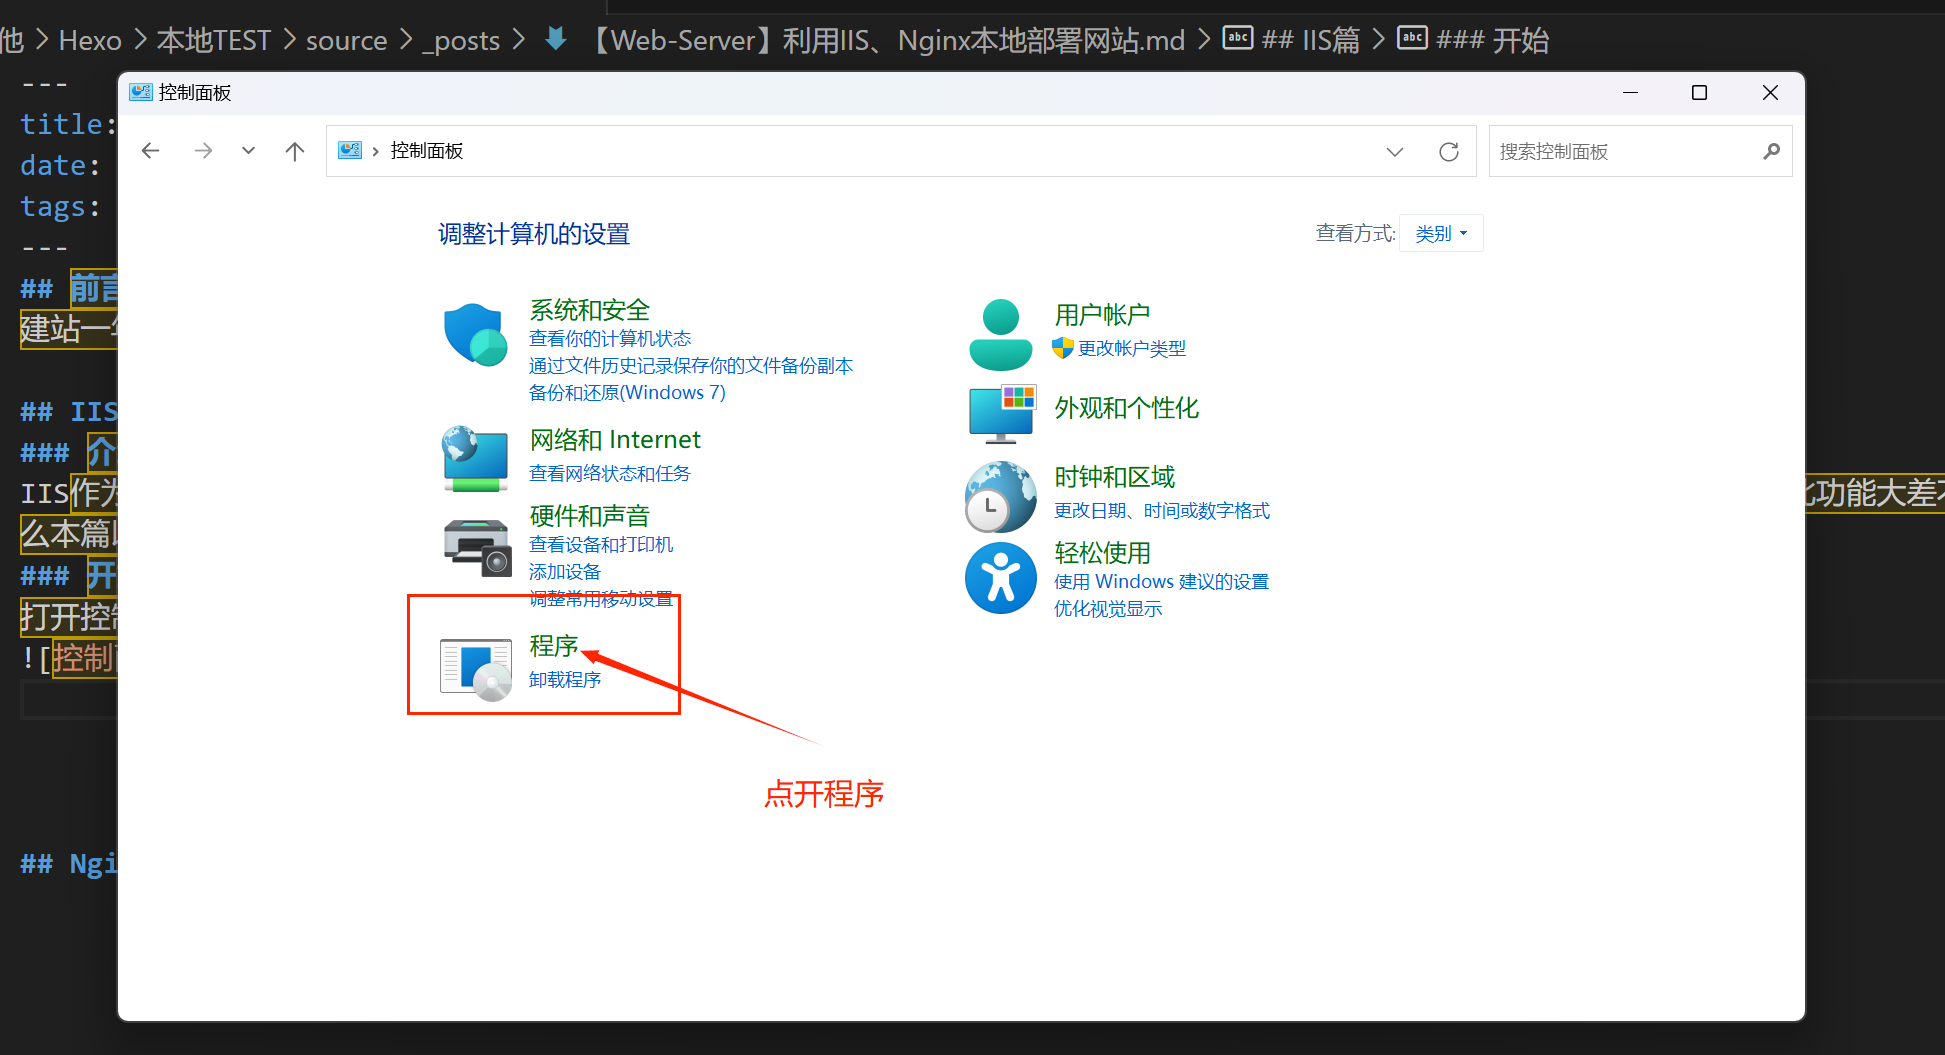 他 > Hexo > 本地TEST > source > _posts > 【Web-Server】利用IIS、Nginx本地部署网站.md > abc ## IIS篇 > abc ### 开始
---
title:
date:
tags:
---
## 前言
建站一年
## IIS
### 介
IIS作为
功能大差不
么本篇
### 开
打开控制
![控制
## Ngi
控制面板
控制面板
搜索控制面板
调整计算机的设置
查看方式: 类别
系统和安全
查看你的计算机状态
通过文件历史记录保存你的文件备份副本
备份和还原(Windows 7)
网络和 Internet
查看网络状态和任务
硬件和声音
查看设备和打印机
添加设备
调整常用移动设置
程序
卸载程序
用户帐户
更改帐户类型
外观和个性化
时钟和区域
更改日期、时间或数字格式
轻松使用
使用 Windows 建议的设置
优化视觉显示
点开程序